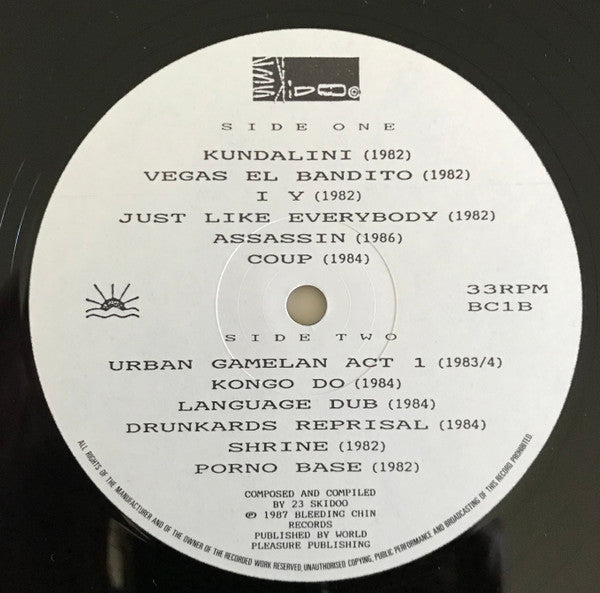 SKiDOO©
SIDE ONE
KUNDALINI (1982)
VEGAS EL BANDITO (1982)
I Y (1982)
JUST LIKE EVERYBODY (1982)
ASSASSIN (1986)
COUP (1984)
33RPM
BC1B
SIDE TWO
URBAN GAMELAN ACT 1 (1983/4)
KONGO DO (1984)
LANGUAGE DUB (1984)
DRUNKARDS REPRISAL (1984)
SHRINE (1982)
PORNO BASE (1982)
COMPOSED AND COMPILED
BY 23 SKIDOO
℗ 1987 BLEEDING CHIN
RECORDS
PUBLISHED BY WORLD
PLEASURE PUBLISHING
ALL RIGHTS OF THE MANUFACTURER AND OF THE OWNER OF THE RECORDED WORK RESERVED. UNAUTHORISED COPYING, PUBLIC PERFORMANCE AND BROADCASTING OF THIS RECORD PROHIBITED.